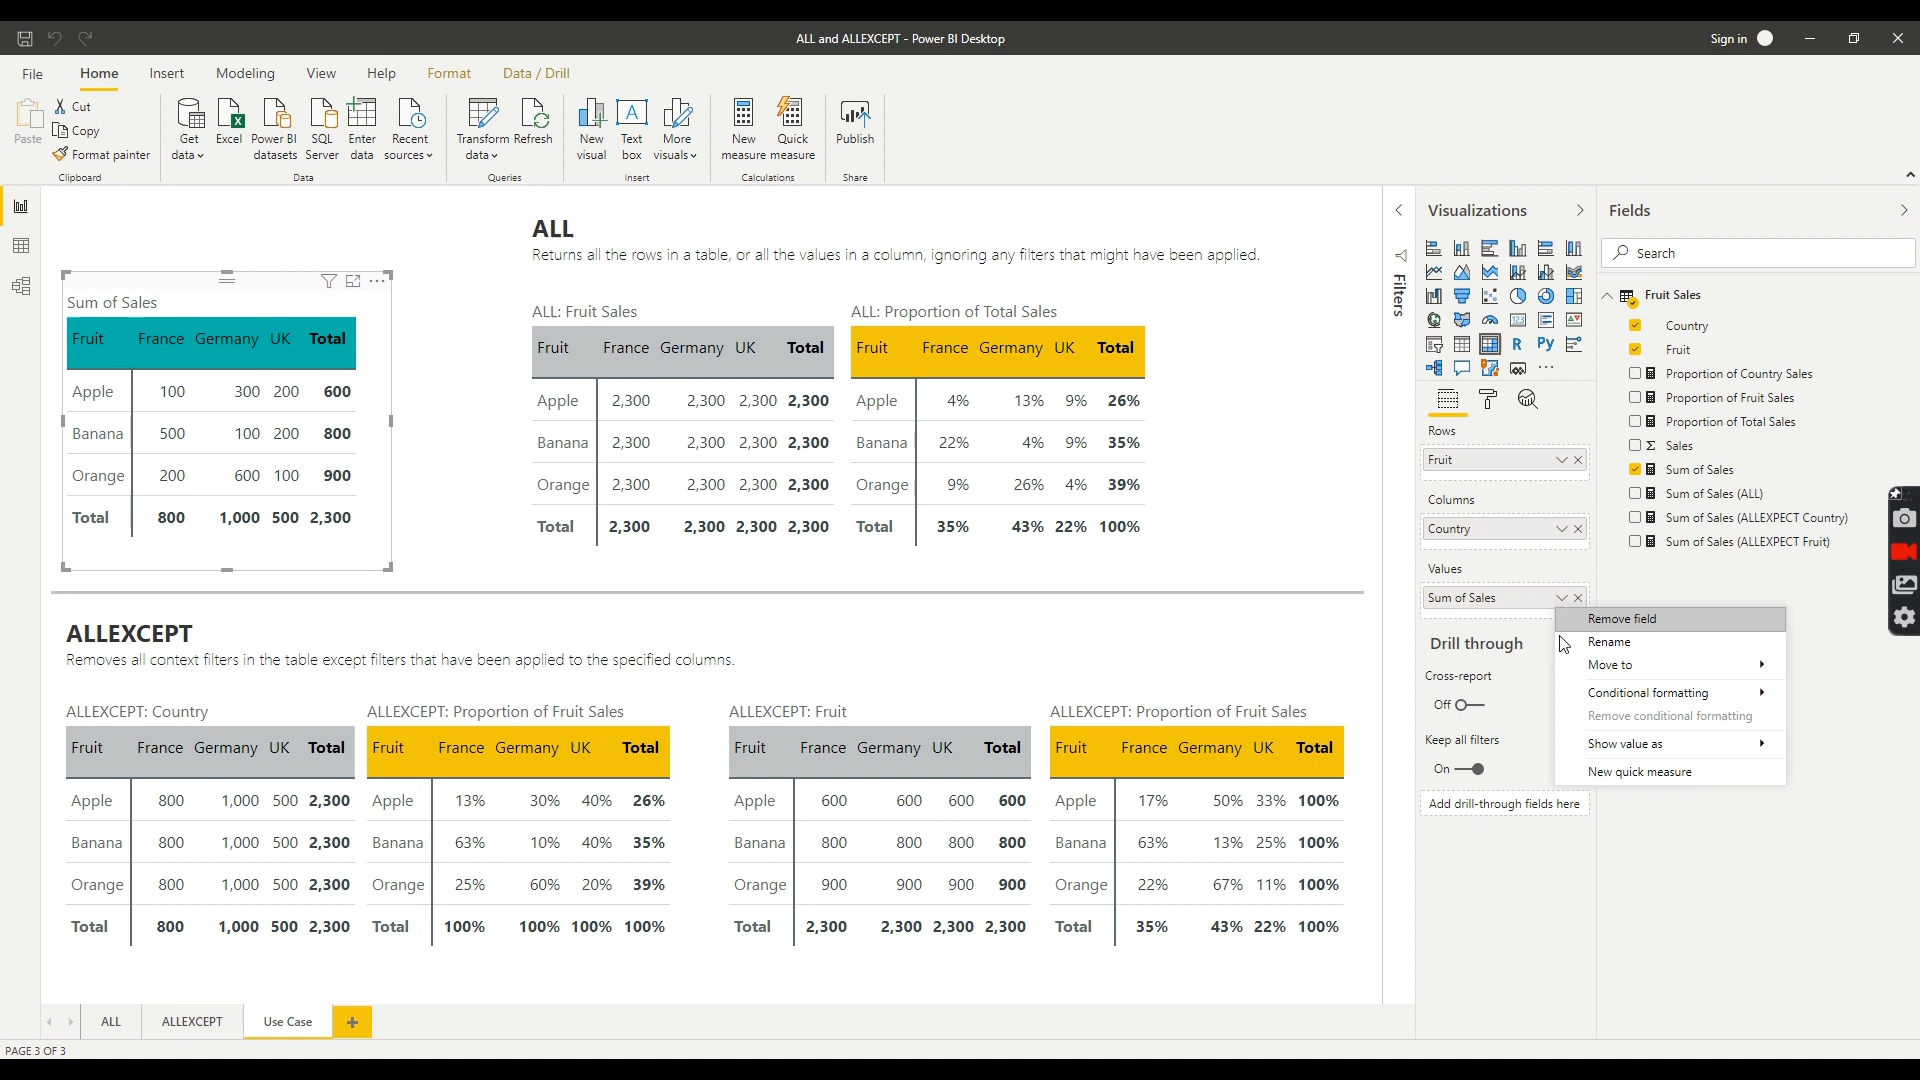 ALL and ALLEXCEPT - Power BI Desktop
Sign in
File Home Insert Modeling View Help Format Data / Drill
Paste
Cut
Copy
Format painter
Clipboard
Get data
Excel
Power BI datasets
SQL Server
Enter data
Recent sources
Data
Transform data
Refresh
Queries
New visual
Text box
More visuals
Insert
New measure
Quick measure
Calculations
Publish
Share
Sum of Sales
Fruit France Germany UK Total
Apple 100 300 200 600
Banana 500 100 200 800
Orange 200 600 100 900
Total 800 1,000 500 2,300
ALL
Returns all the rows in a table, or all the values in a column, ignoring any filters that might have been applied.
ALL: Fruit Sales
Fruit France Germany UK Total
Apple 2,300 2,300 2,300 2,300
Banana 2,300 2,300 2,300 2,300
Orange 2,300 2,300 2,300 2,300
Total 2,300 2,300 2,300 2,300
ALL: Proportion of Total Sales
Fruit France Germany UK Total
Apple 4% 13% 9% 26%
Banana 22% 4% 9% 35%
Orange 9% 26% 4% 39%
Total 35% 43% 22% 100%
ALLEXCEPT
Removes all context filters in the table except filters that have been applied to the specified columns.
ALLEXCEPT: Country
Fruit France Germany UK Total
Apple 800 1,000 500 2,300
Banana 800 1,000 500 2,300
Orange 800 1,000 500 2,300
Total 800 1,000 500 2,300
ALLEXCEPT: Proportion of Fruit Sales
Fruit France Germany UK Total
Apple 13% 30% 40% 26%
Banana 63% 10% 40% 35%
Orange 25% 60% 20% 39%
Total 100% 100% 100% 100%
ALLEXCEPT: Fruit
Fruit France Germany UK Total
Apple 600 600 600 600
Banana 800 800 800 800
Orange 900 900 900 900
Total 2,300 2,300 2,300 2,300
ALLEXCEPT: Proportion of Fruit Sales
Fruit France Germany UK Total
Apple 17% 50% 33% 100%
Banana 63% 13% 25% 100%
Orange 22% 67% 11% 100%
Total 35% 43% 22% 100%
Filters
Visualizations
123
R
Py
Rows
Fruit
Columns
Country
Values
Sum of Sales
Drill through
Cross-report
Off
Keep all filters
On
Add drill-through fields here
Remove field
Rename
Move to
Conditional formatting
Remove conditional formatting
Show value as
New quick measure
Fields
Search
Fruit Sales
Country
Fruit
Proportion of Country Sales
Proportion of Fruit Sales
Proportion of Total Sales
Σ Sales
Sum of Sales
Sum of Sales (ALL)
Sum of Sales (ALLEXPECT Country)
Sum of Sales (ALLEXPECT Fruit)
ALL ALLEXCEPT Use Case
PAGE 3 OF 3